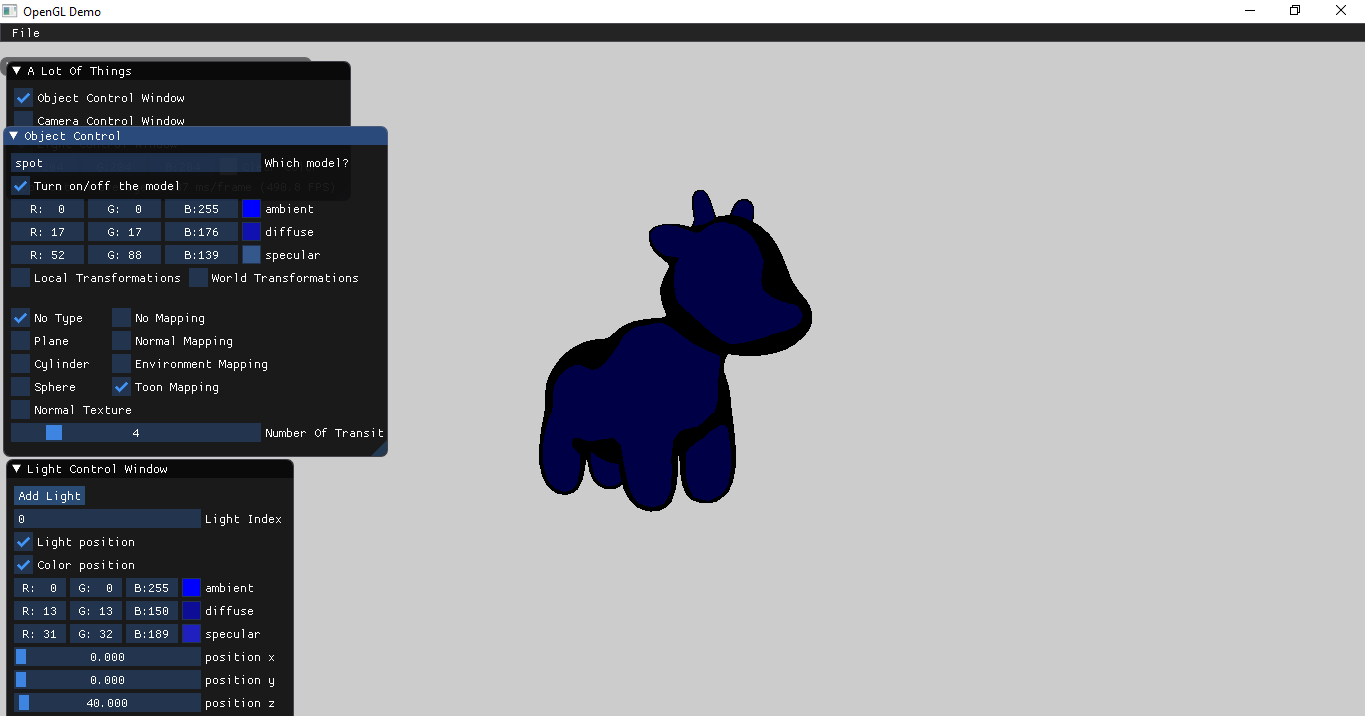 OpenGL Demo
File
A Lot Of Things
Object Control Window
Camera Control Window
Object Control
spot Which model?
Turn on/off the model ms/frame (490.8 FPS)
R: 0 G: 0 B:255 ambient
R: 17 G: 17 B:176 diffuse
R: 52 G: 88 B:139 specular
Local Transformations World Transformations
No Type No Mapping
Plane Normal Mapping
Cylinder Environment Mapping
Sphere Toon Mapping
Normal Texture
4 Number Of Transit
Light Control Window
Add Light
0 Light Index
Light position
Color position
R: 0 G: 0 B:255 ambient
R: 13 G: 13 B:150 diffuse
R: 31 G: 32 B:189 specular
0.000 position x
0.000 position y
40.000 position z